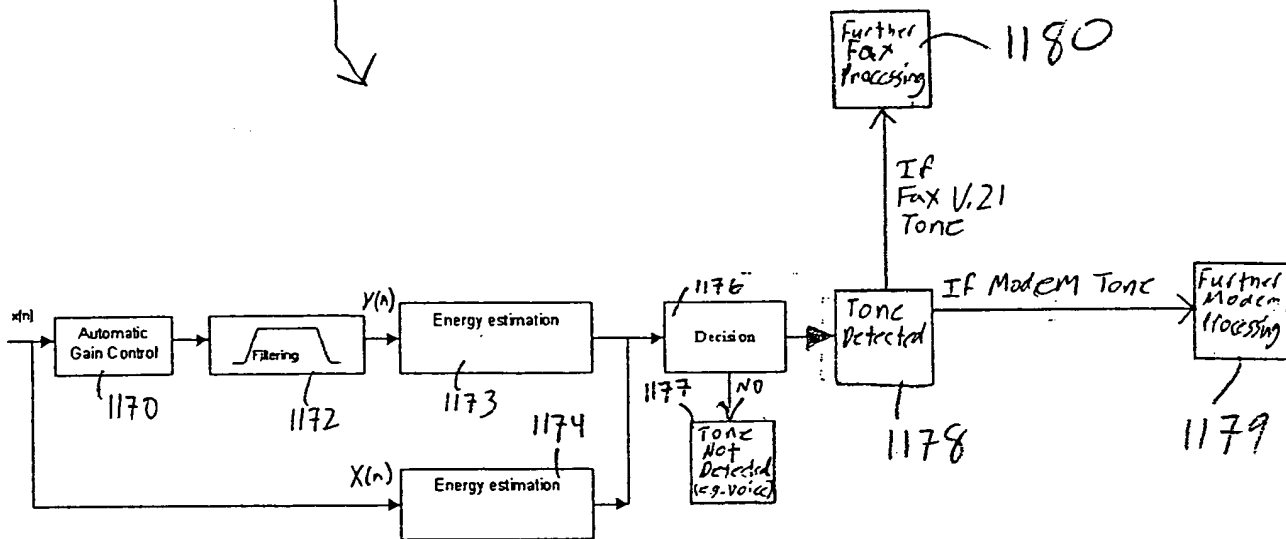 Further
Fax
Processing
1180
If
Fax V.21
Tone
x[n]
Automatic
Gain Control
1170
Filtering
1172
Y(n)
Energy estimation
1173
1176
Decision
NO
1177
Tone
Not
Detected
(e.g. voice)
Tone
Detected
1178
If Modem Tone
Further
Modem
Processing
1179
X(n)
Energy estimation
1174